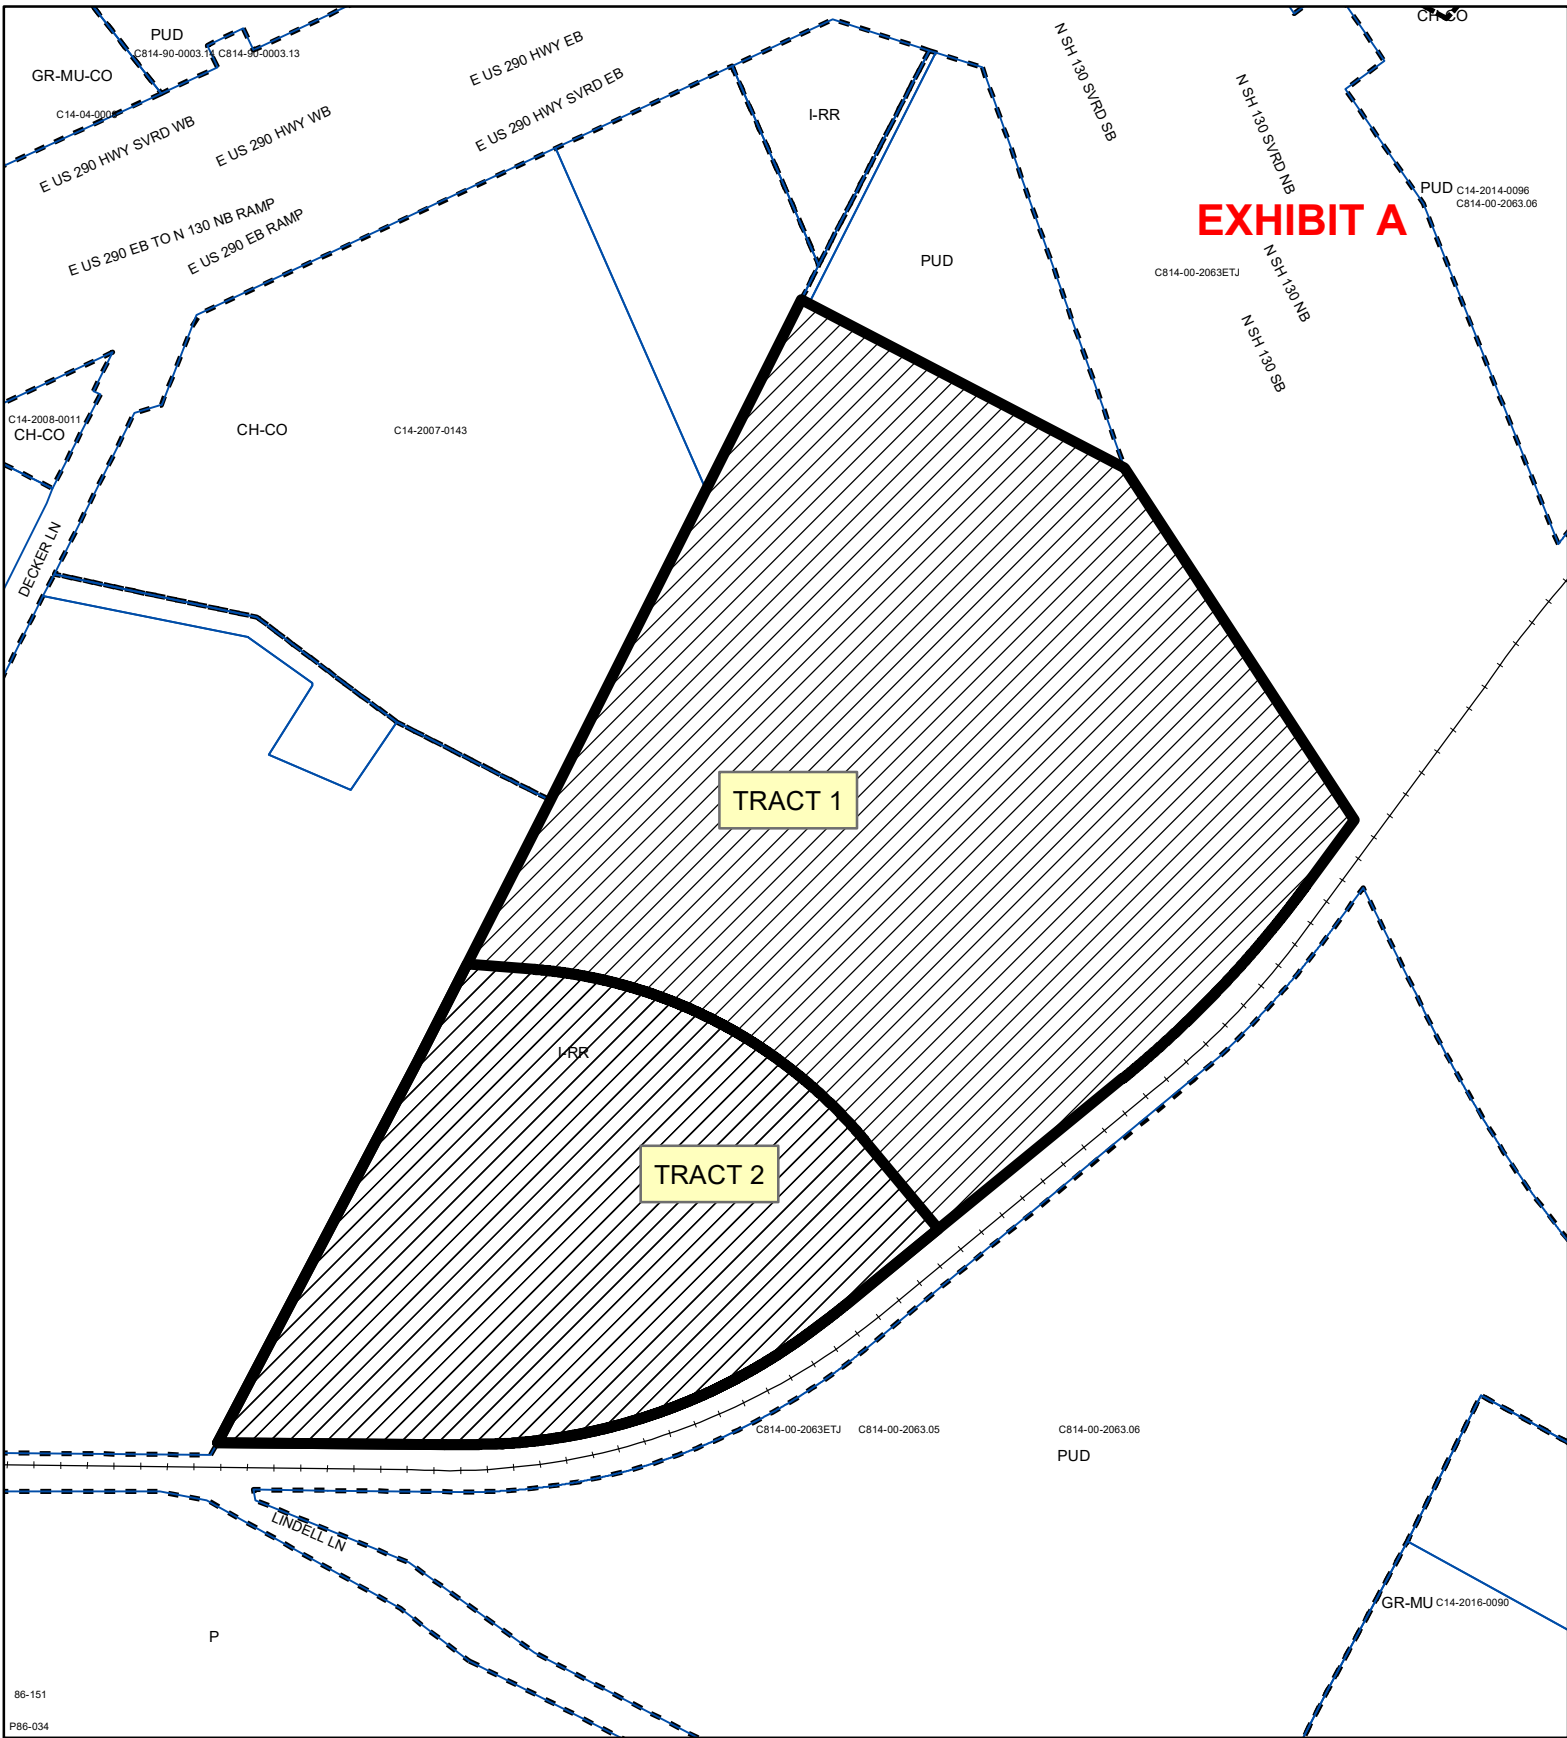 CH-CO
PUD
C814-90-0003.14 C814-90-0003.13
GR-MU-CO
C14-04-0006
E US 290 HWY SVRD WB
E US 290 HWY WB
E US 290 HWY EB
E US 290 HWY SVRD EB
E US 290 EB TO N 130 NB RAMP
E US 290 EB RAMP
N SH 130 SVRD SB
N SH 130 SVRD NB
I-RR
PUD
C14-2014-0096
C814-00-2063.06
EXHIBIT A
PUD
C814-00-2063ETJ
N SH 130 NB
N SH 130 SB
C14-2008-0011
CH-CO
CH-CO
C14-2007-0143
DECKER LN
TRACT 1
I-RR
TRACT 2
C814-00-2063ETJ
C814-00-2063.05
C814-00-2063.06
PUD
LINDELL LN
GR-MU C14-2016-0090
P
86-151
P86-034